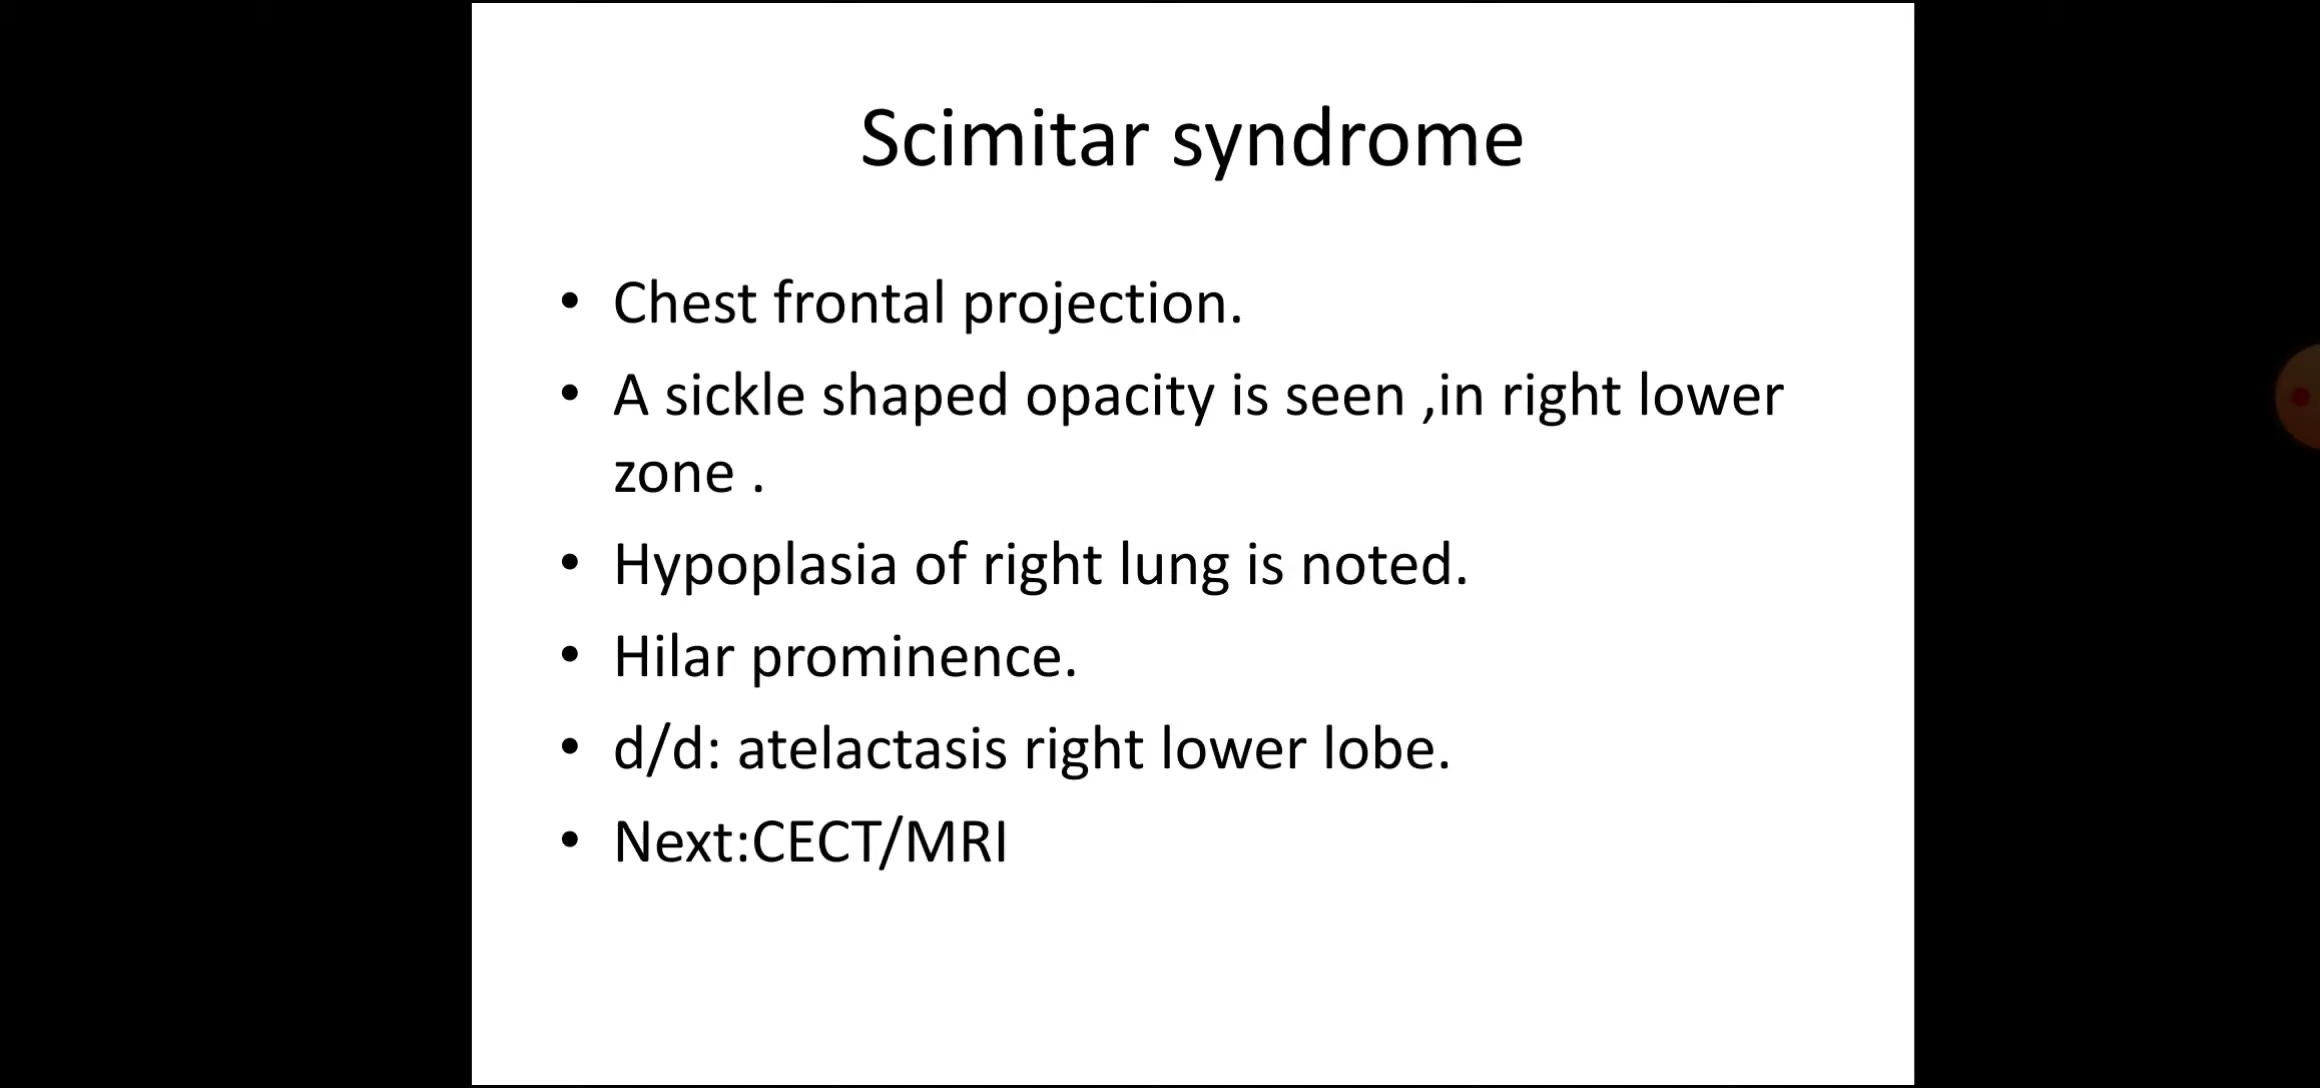 Scimitar syndrome
• Chest frontal projection.
• A sickle shaped opacity is seen ,in right lower
zone .
• Hypoplasia of right lung is noted.
• Hilar prominence.
• d/d: atelactasis right lower lobe.
• Next:CECT/MRI